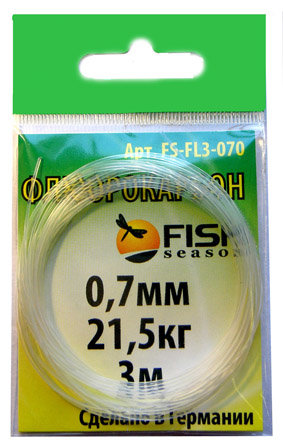 Арт. FS-FL3-070
ФЛЮОРОКАРБОН
FISH
season
0,7мм
21,5кг
3м
Сделано в Германии